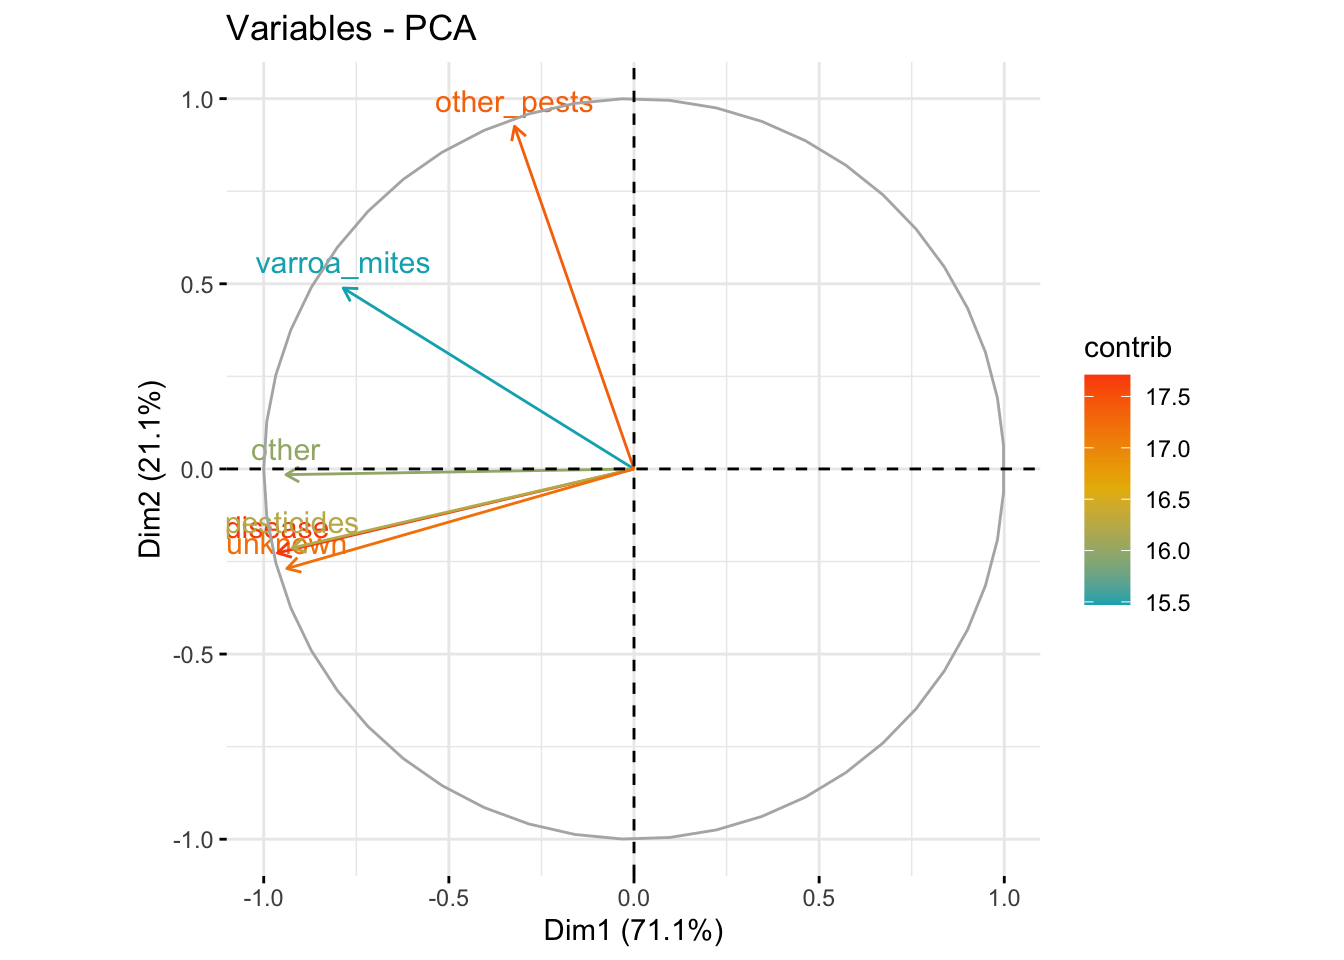 Variables - PCA
1.0
0.5
0.0
-0.5
-1.0
Dim2 (21.1%)
other_pests
varroa_mites
other
pesticides
disease
unknown
-1.0
-0.5
0.0
0.5
1.0
Dim1 (71.1%)
contrib
17.5
17.0
16.5
16.0
15.5